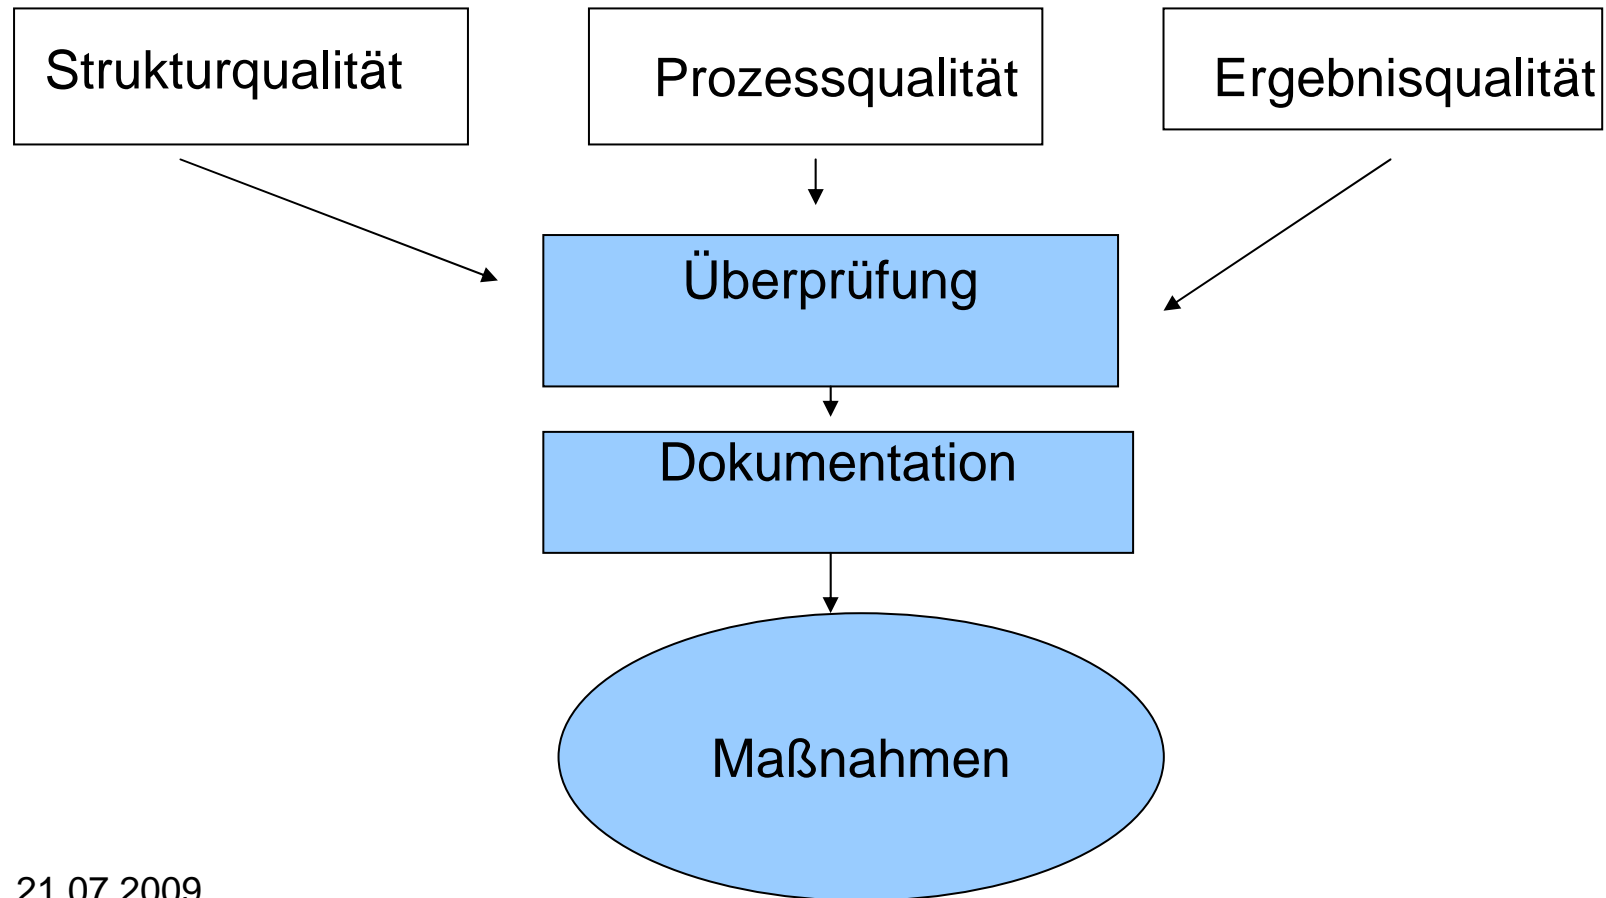 Strukturqualität
Prozessqualität
Ergebnisqualität
Überprüfung
Dokumentation
Maßnahmen
21.07.2009